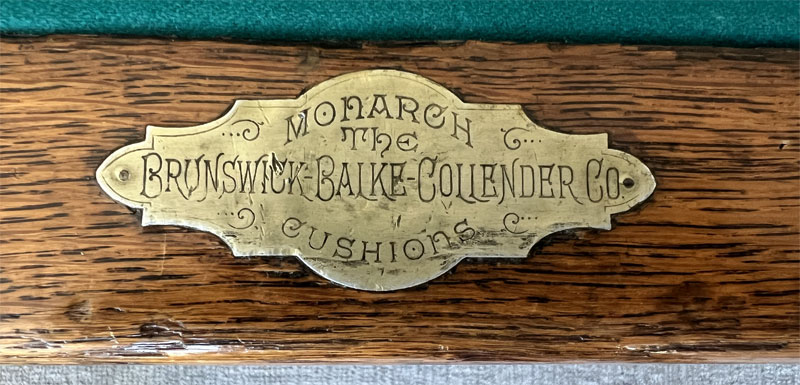 MONARCH
THE
BRUNSWICK-BALKE-COLLENDER CO
CUSHIONS